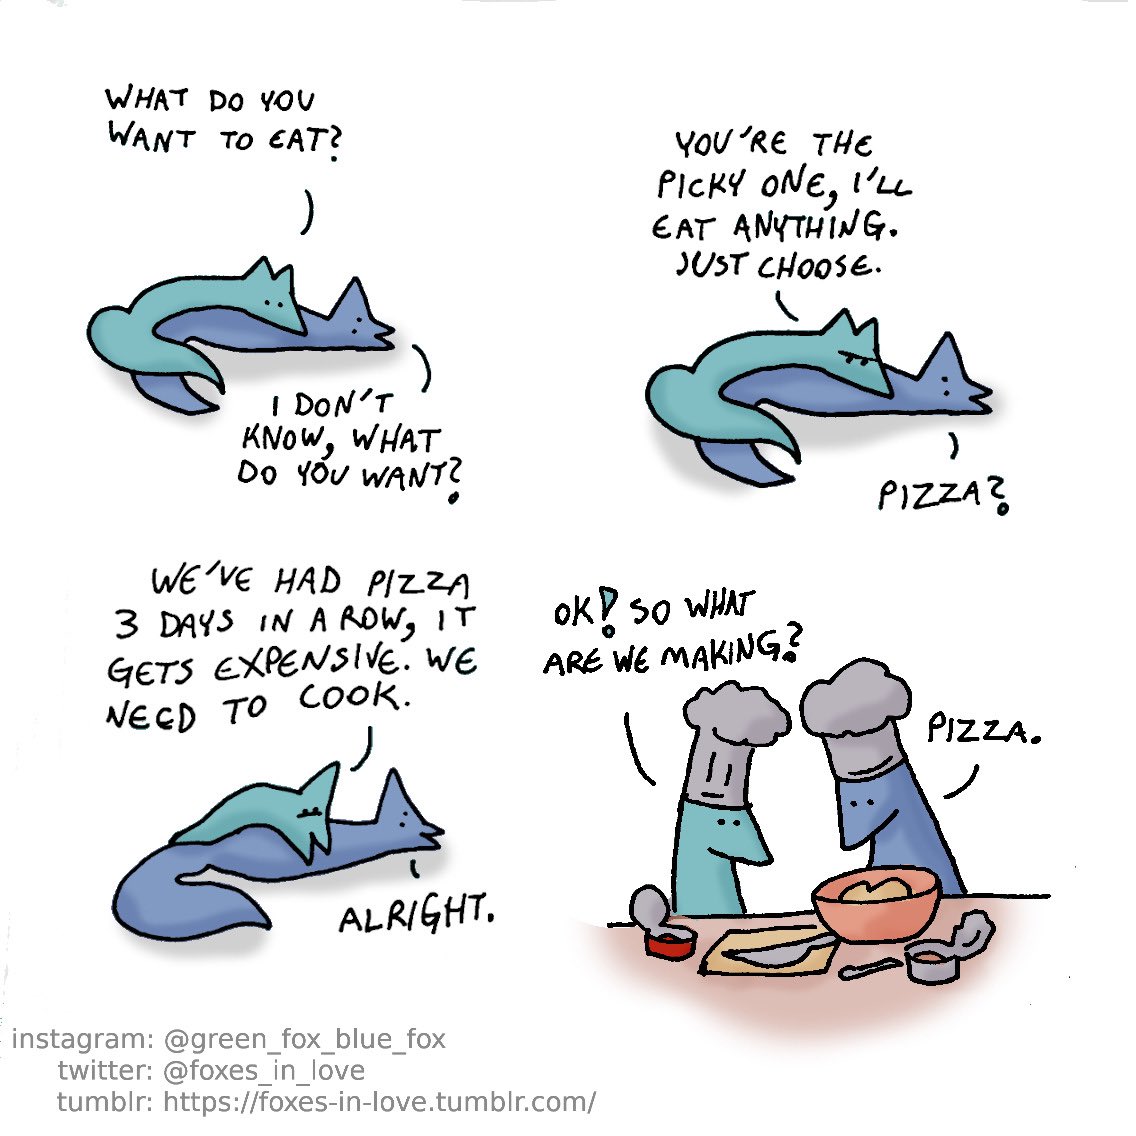 WHAT DO YOU
WANT TO EAT?
I DON'T
KNOW, WHAT
DO YOU WANT?
YOU'RE THE
PICKY ONE, I'LL
EAT ANYTHING.
JUST CHOOSE.
PIZZA?
WE'VE HAD PIZZA
3 DAYS IN A ROW, IT
GETS EXPENSIVE. WE
NEED TO COOK.
ALRIGHT.
OK! SO WHAT
ARE WE MAKING?
PIZZA.
instagram: @green_fox_blue_fox
twitter: @foxes_in_love
tumblr: https://foxes-in-love.tumblr.com/